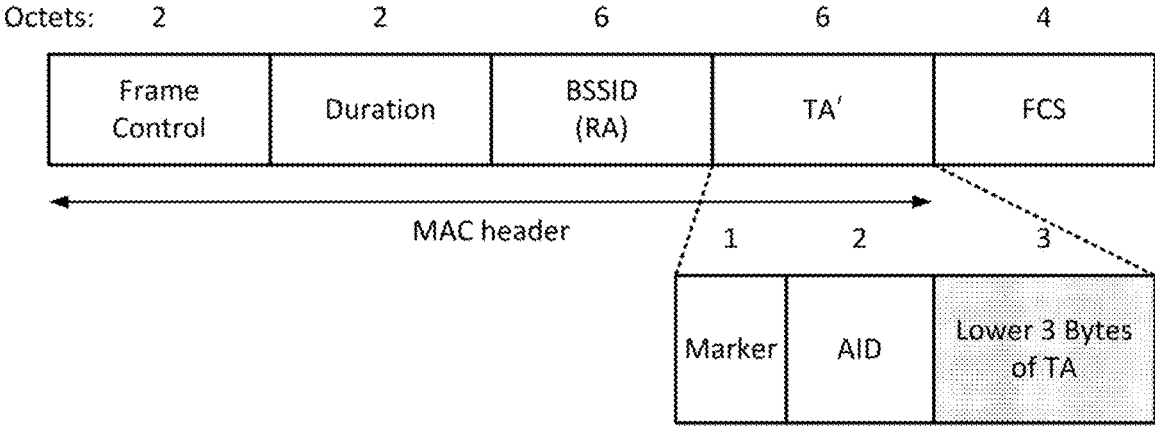 Octets: 2 2 6 6 4
Frame Control
Duration
BSSID (RA)
TA′
FCS
MAC header
1 2 3
Marker
AID
Lower 3 Bytes of TA